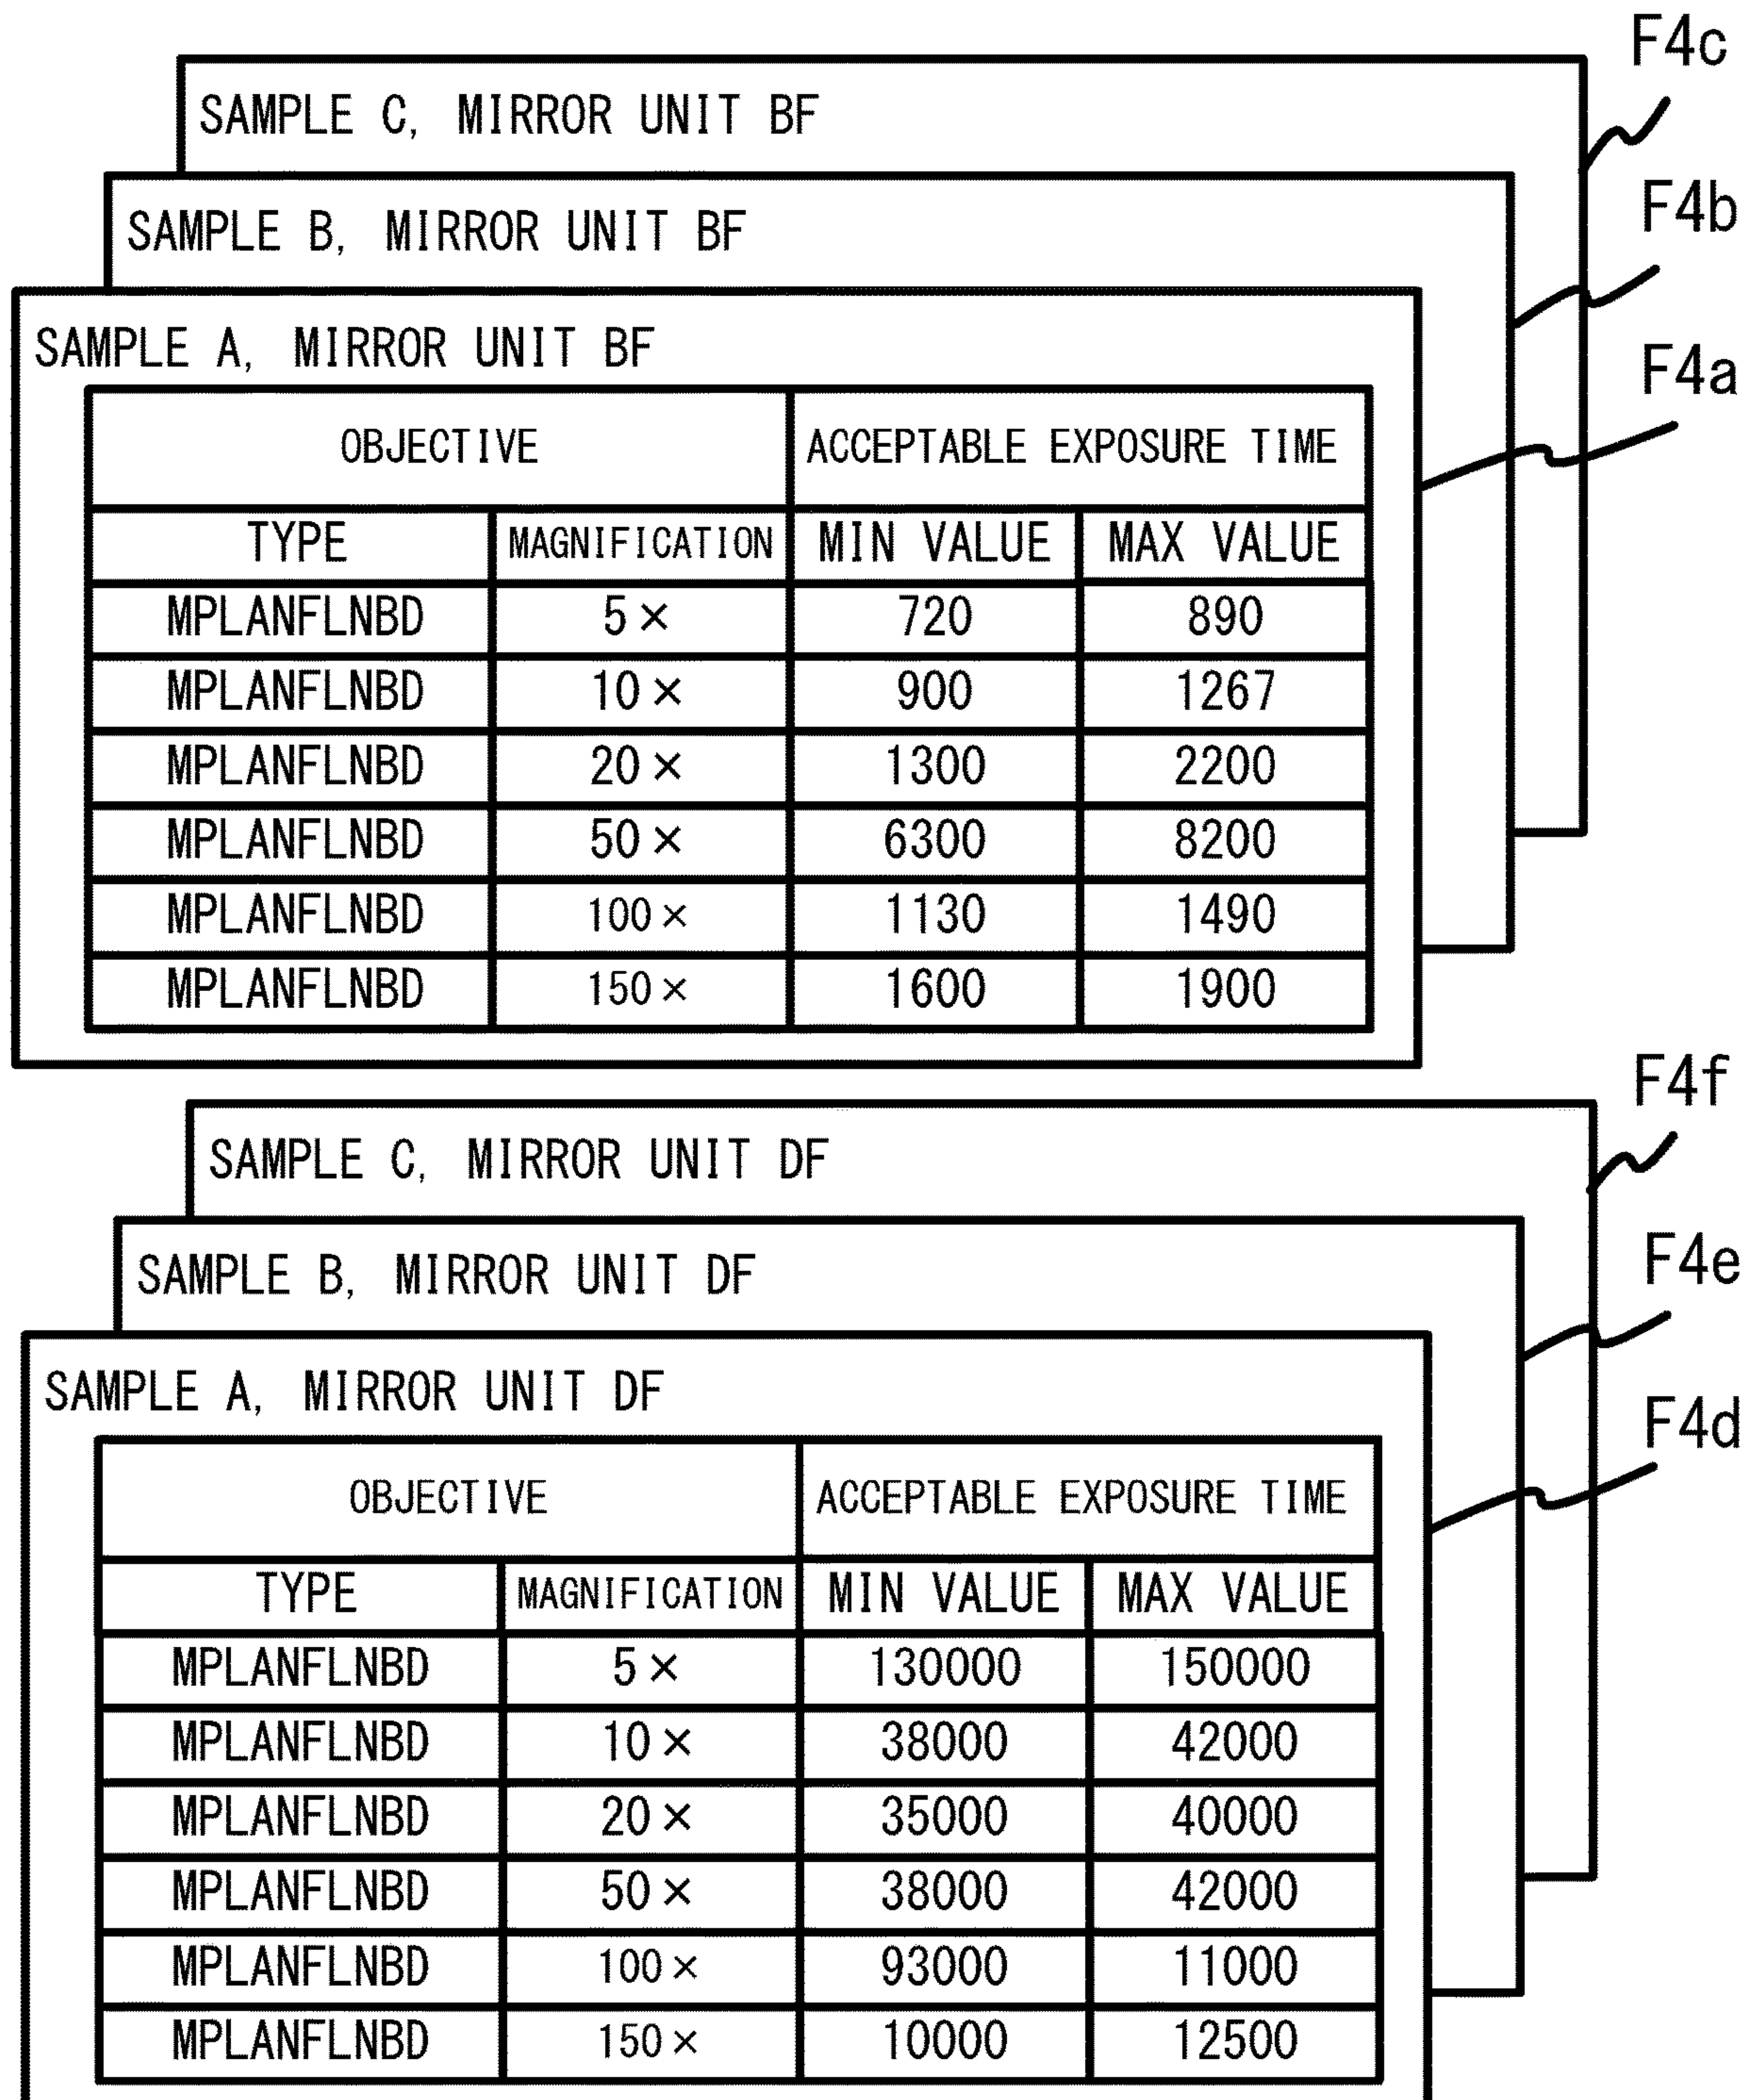 F4c
SAMPLE C, MIRROR UNIT BF
F4b
SAMPLE B, MIRROR UNIT BF
F4a
SAMPLE A, MIRROR UNIT BF
OBJECTIVE ACCEPTABLE EXPOSURE TIME
TYPE MAGNIFICATION MIN VALUE MAX VALUE
MPLANFLNBD 5× 720 890
MPLANFLNBD 10× 900 1267
MPLANFLNBD 20× 1300 2200
MPLANFLNBD 50× 6300 8200
MPLANFLNBD 100× 1130 1490
MPLANFLNBD 150× 1600 1900
F4f
SAMPLE C, MIRROR UNIT DF
F4e
SAMPLE B, MIRROR UNIT DF
F4d
SAMPLE A, MIRROR UNIT DF
OBJECTIVE ACCEPTABLE EXPOSURE TIME
TYPE MAGNIFICATION MIN VALUE MAX VALUE
MPLANFLNBD 5× 130000 150000
MPLANFLNBD 10× 38000 42000
MPLANFLNBD 20× 35000 40000
MPLANFLNBD 50× 38000 42000
MPLANFLNBD 100× 93000 11000
MPLANFLNBD 150× 10000 12500